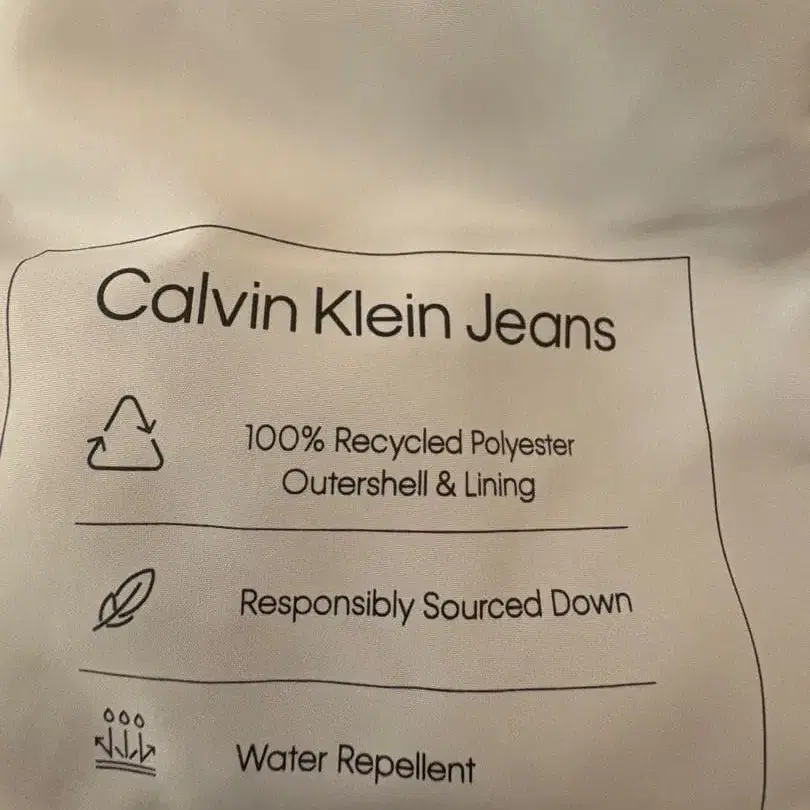 Calvin Klein Jeans
100% Recycled Polyester
Outershell & Lining
Responsibly Sourced Down
Water Repellent